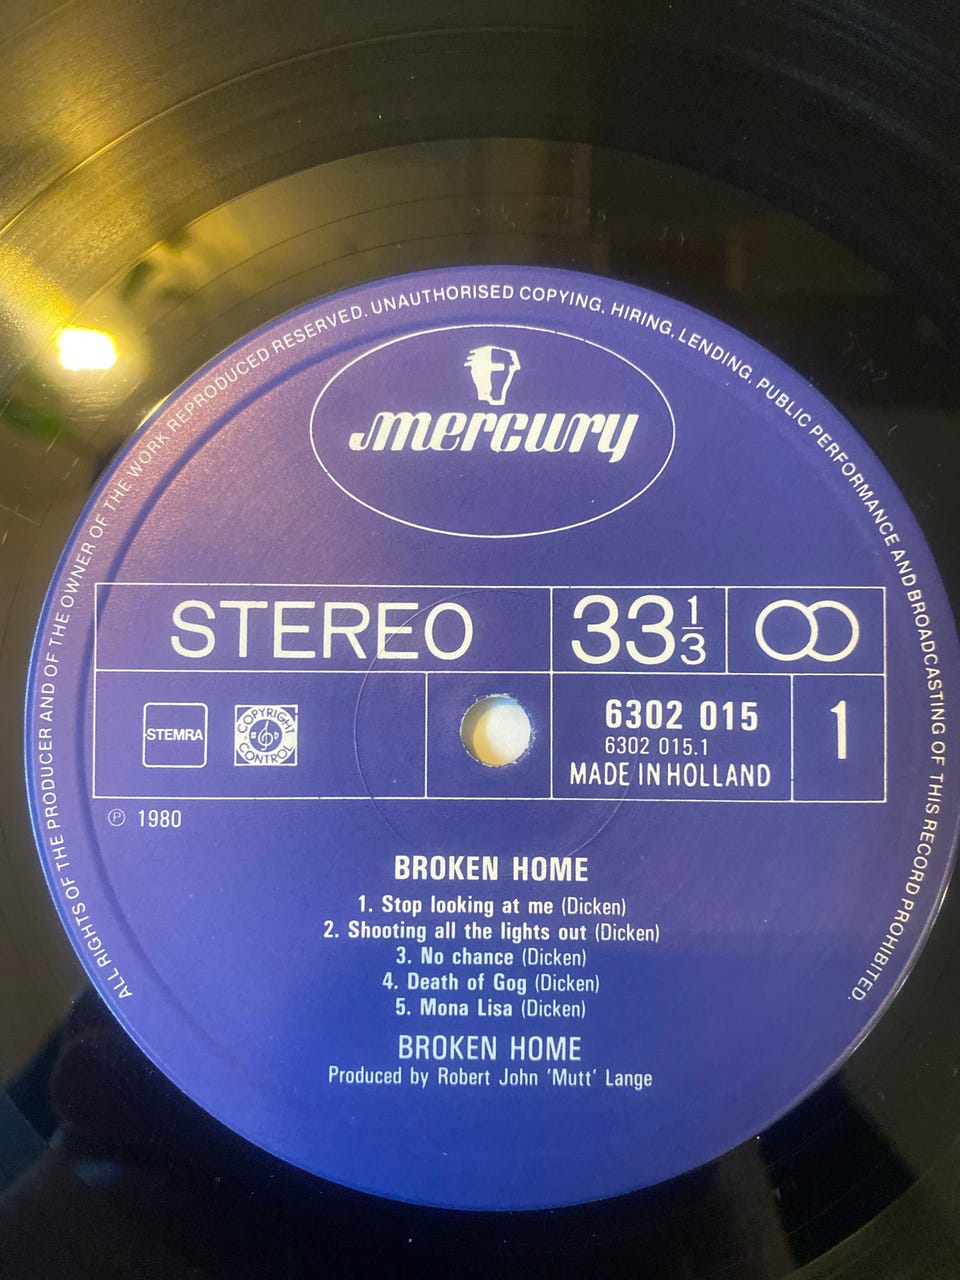 ALL RIGHTS OF THE PRODUCER AND OF THE OWNER OF THE WORK REPRODUCED RESERVED. UNAUTHORISED COPYING, HIRING, LENDING, PUBLIC PERFORMANCE AND BROADCASTING OF THIS RECORD PROHIBITED.
mercury
STEREO
33 1/3
STEMRA
COPYRIGHT CONTROL
6302 015
6302 015.1
MADE IN HOLLAND
1
℗ 1980
BROKEN HOME
1. Stop looking at me (Dicken)
2. Shooting all the lights out (Dicken)
3. No chance (Dicken)
4. Death of Gog (Dicken)
5. Mona Lisa (Dicken)
BROKEN HOME
Produced by Robert John 'Mutt' Lange